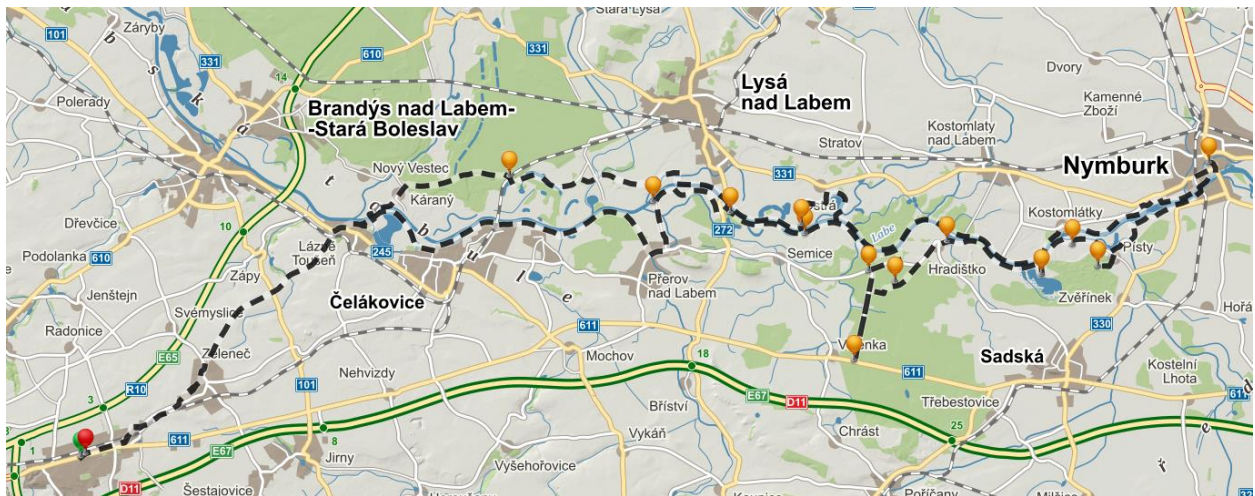 Záryby
101
331
610
Stará Lysá
331
14
Polerady
Brandýs nad Labem-
-Stará Boleslav
Lysá
nad Labem
Dvory
Kamenné
Zboží
Nový Vestec
Káraný
Stratov
Kostomlaty
nad Labem
331
Nymburk
Dřevčice
10
Kostomlátky
Labe
272
245
Lázně
Toušeň
Semice
Písty
610
Podolanka
Zápy
Přerov
nad Labem
Hradištko
Jenštejn
Čelákovice
Zvěřínek
Svémyslice
Radonice
611
330
E65
Zeleneč
Mochov
18
Sadská
Kostelní
Lhota
R10
Nehvizdy
101
611
3
E67
Třebestovice
611
Bříství
D11
1
611
E67
8
Jirny
Vykáň
Chrást
25
E67
Vyšehořovice
D11
Šestajovice
Poříčany